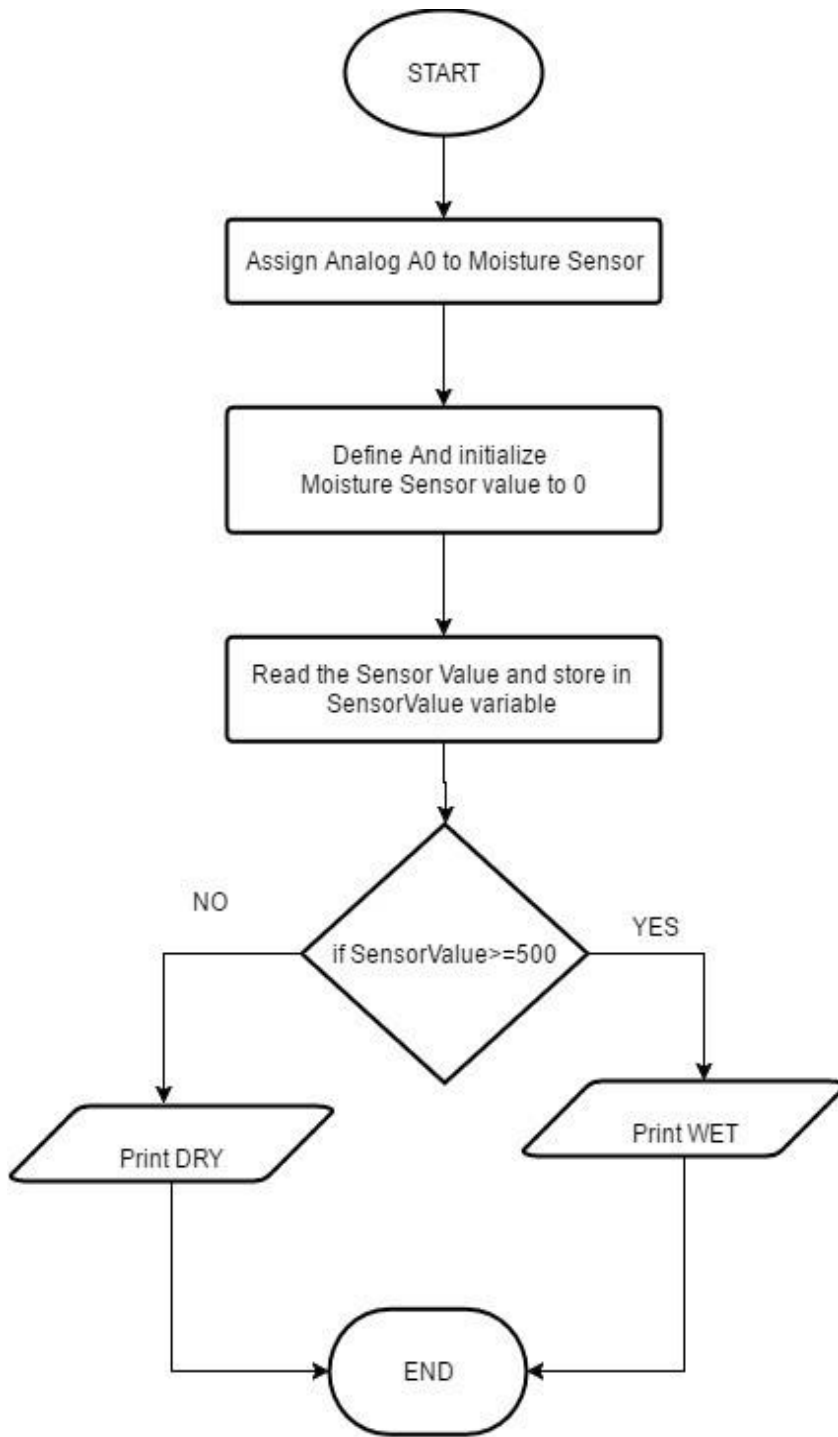 START
Assign Analog A0 to Moisture Sensor
Define And initialize
Moisture Sensor value to 0
Read the Sensor Value and store in
SensorValue variable
NO
YES
if SensorValue>=500
Print DRY
Print WET
END